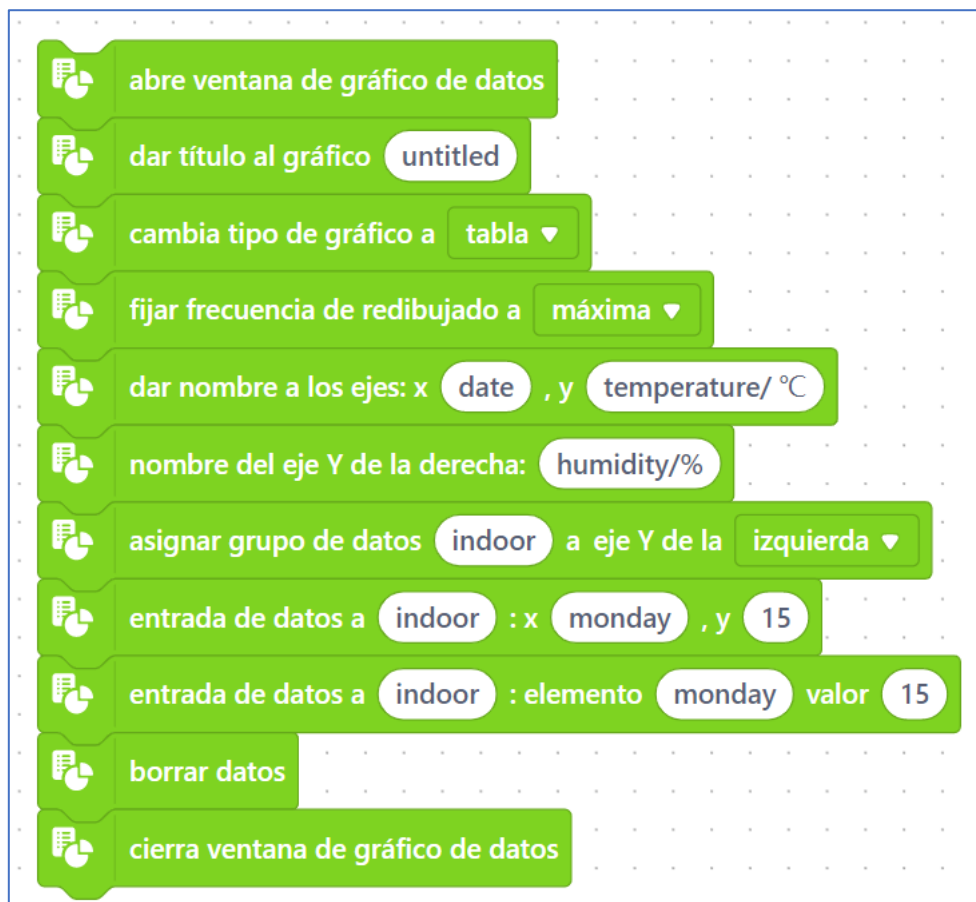 abre ventana de gráfico de datos
dar título al gráfico untitled
cambia tipo de gráfico a tabla
fijar frecuencia de redibujado a máxima
dar nombre a los ejes: x date , y temperature/ ℃
nombre del eje Y de la derecha: humidity/%
asignar grupo de datos indoor a eje Y de la izquierda
entrada de datos a indoor : x monday , y 15
entrada de datos a indoor : elemento monday valor 15
borrar datos
cierra ventana de gráfico de datos